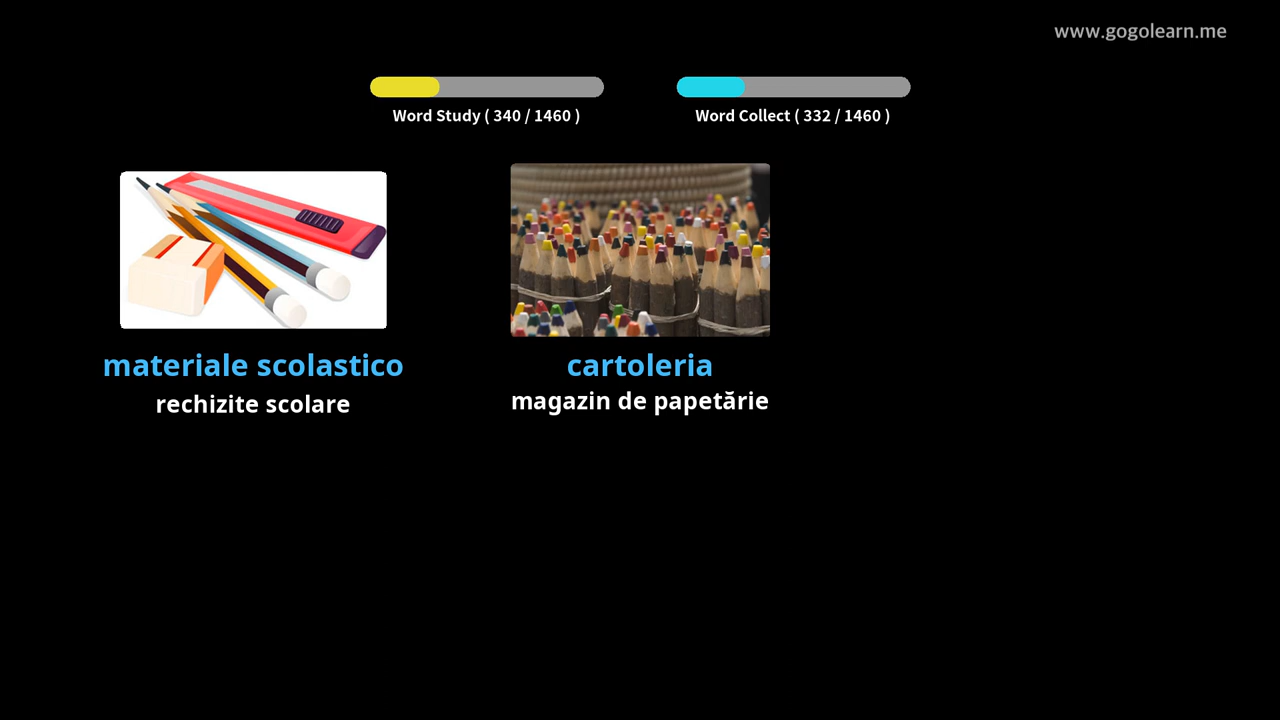 www.gogolearn.me
Word Study ( 340 / 1460 )
Word Collect ( 332 / 1460 )
materiale scolastico
rechizite scolare
cartoleria
magazin de papetărie